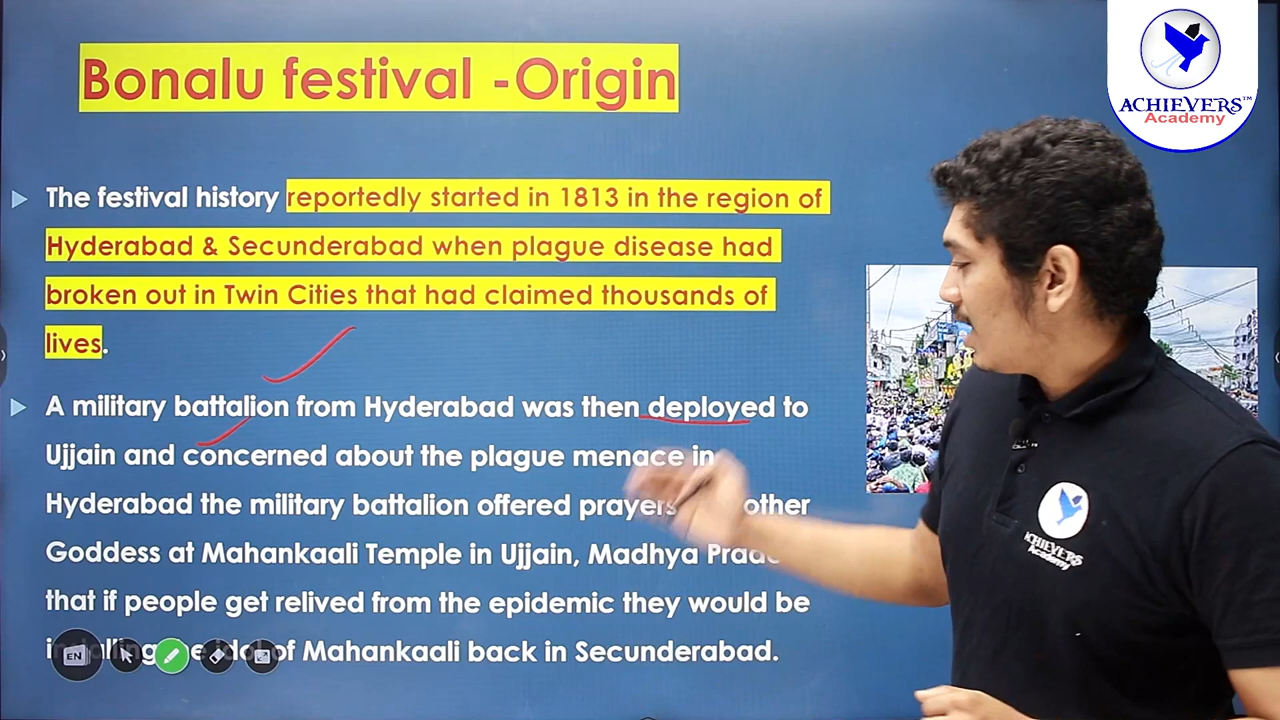 Bonalu festival -Origin
ACHIEVERS™
Academy
The festival history reportedly started in 1813 in the region of
Hyderabad & Secunderabad when plague disease had
broken out in Twin Cities that had claimed thousands of
lives.
A military battalion from Hyderabad was then deployed to
Ujjain and concerned about the plague menace in
Hyderabad the military battalion offered prayers other
Goddess at Mahankaali Temple in Ujjain, Madhya
that if people get relived from the epidemic they would be
of Mahankaali back in Secunderabad.
EN
ACHIEVERS
Academy